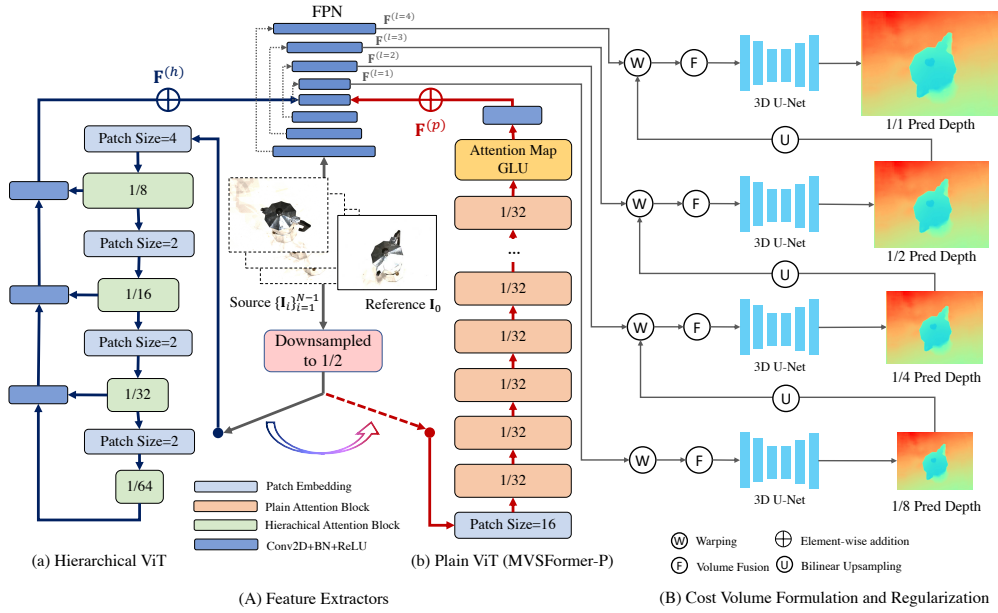 FPN
F^(l=4)
F^(l=3)
F^(l=2)
F^(l=1)
F^(h)
F^(p)
Patch Size=4
1/8
Patch Size=2
1/16
Patch Size=2
1/32
Patch Size=2
1/64
(a) Hierarchical ViT
Source {I_i}_{i=1}^{N-1}
Reference I_0
Downsampled
to 1/2
Patch Embedding
Plain Attention Block
Hierachical Attention Block
Conv2D+BN+ReLU
Attention Map
GLU
1/32
...
1/32
1/32
1/32
1/32
1/32
Patch Size=16
(b) Plain ViT (MVSFormer-P)
(A) Feature Extractors
W
F
3D U-Net
1/1 Pred Depth
U
W
F
3D U-Net
1/2 Pred Depth
U
W
F
3D U-Net
1/4 Pred Depth
U
W
F
3D U-Net
1/8 Pred Depth
W Warping
Element-wise addition
F Volume Fusion
U Bilinear Upsampling
(B) Cost Volume Formulation and Regularization